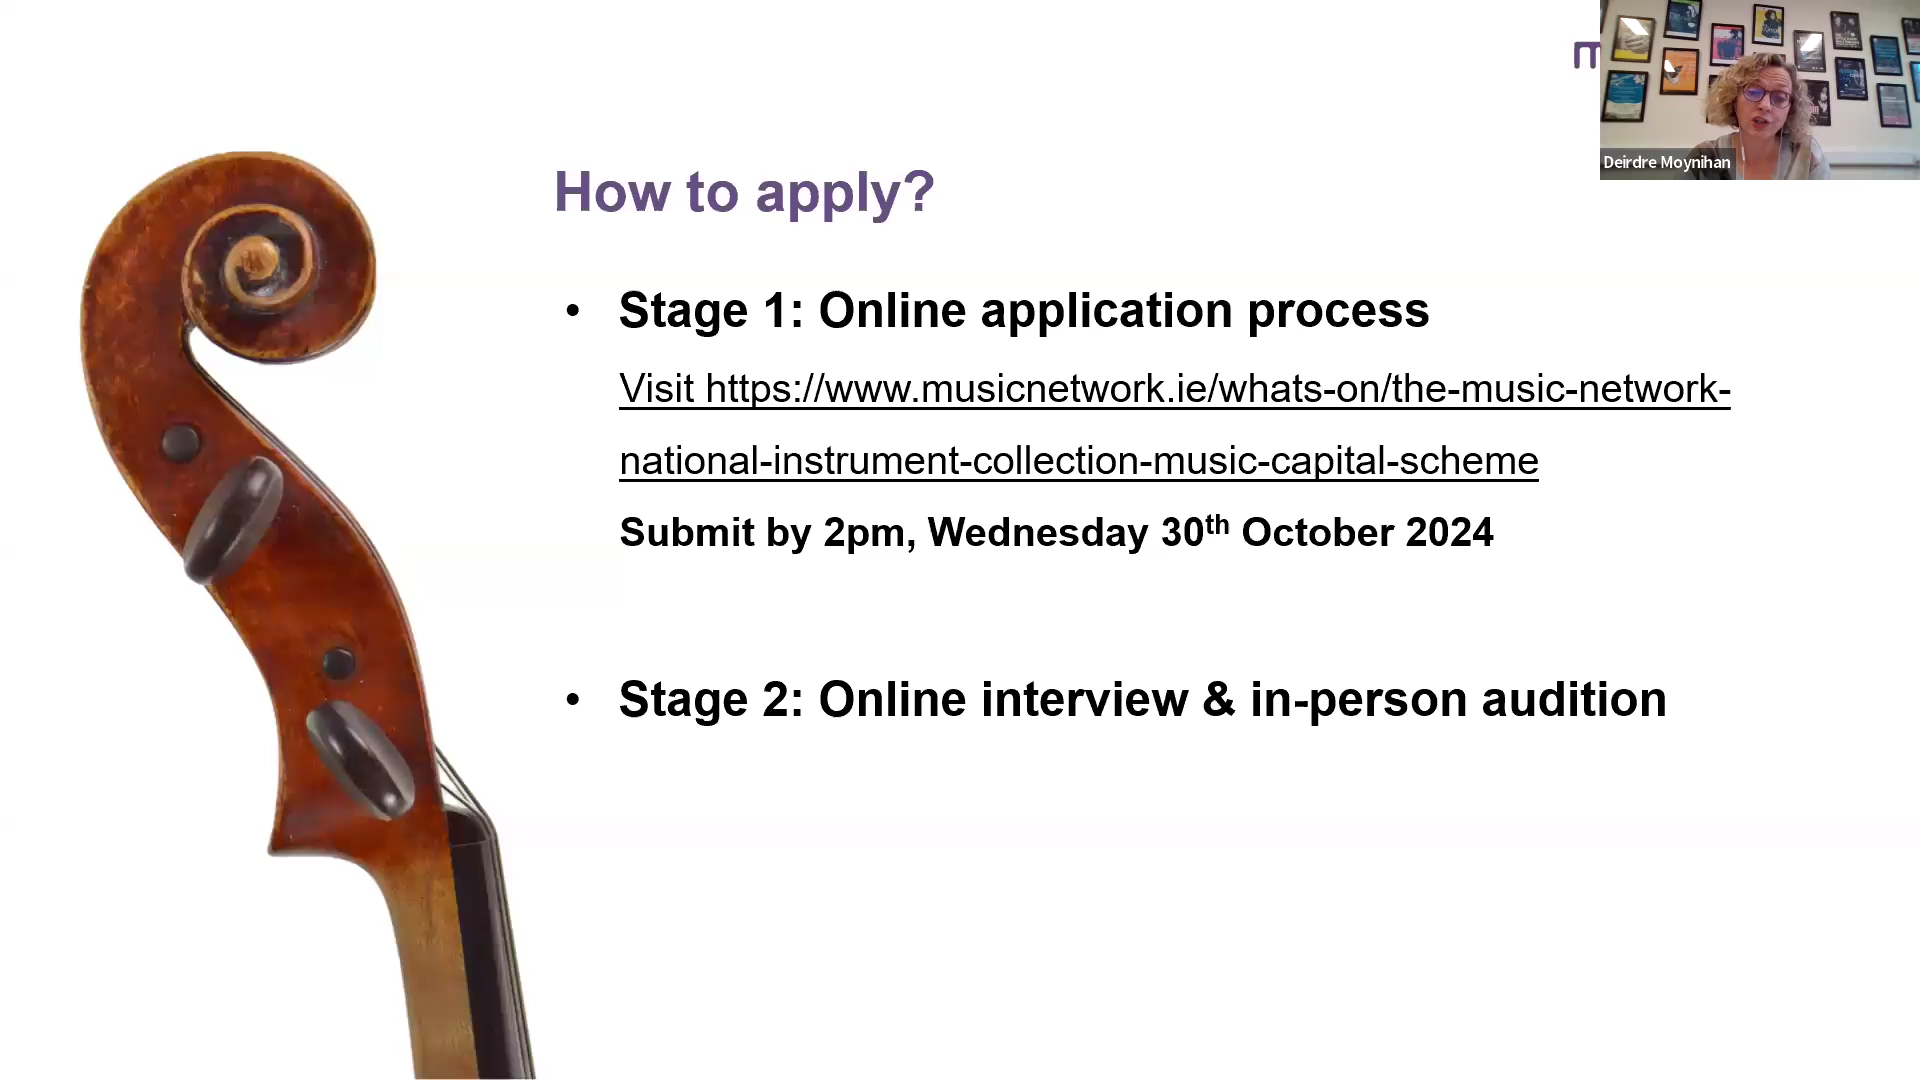 m
Deirdre Moynihan
How to apply?
• Stage 1: Online application process
Visit https://www.musicnetwork.ie/whats-on/the-music-network-
national-instrument-collection-music-capital-scheme
Submit by 2pm, Wednesday 30th October 2024
• Stage 2: Online interview & in-person audition